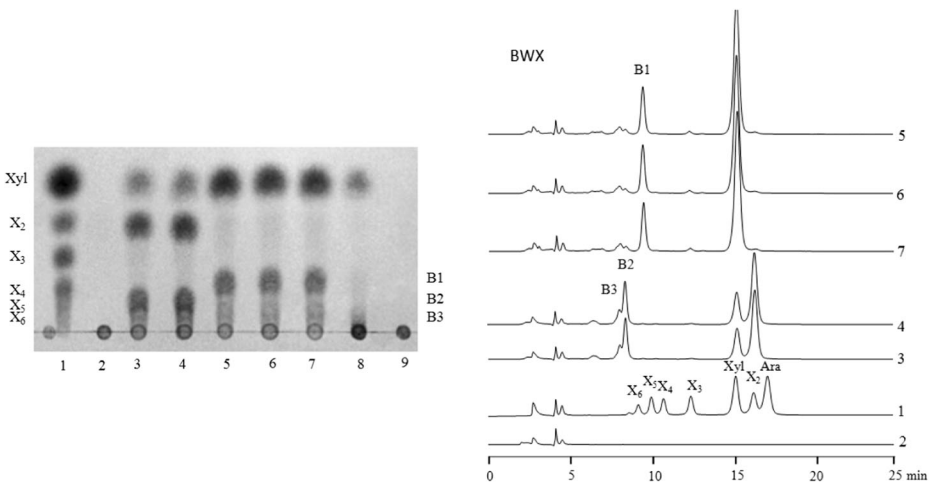 Xyl
X2
X3
X4
X5
X6
B1
B2
B3
1 2 3 4 5 6 7 8 9
BWX
B1
5
6
7
B2
B3
4
3
Xyl X2 Ara
X6 X5 X4 X3
1
2
0 5 10 15 20 25 min